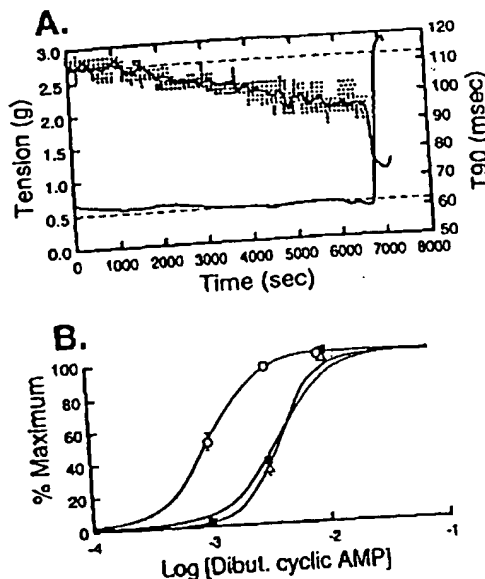 A.
Tension (g)
3.0
2.5
2.0
1.5
1.0
0.5
0.0
120
110
100
90
80
70
60
50
T90 (msec)
0 1000 2000 3000 4000 5000 6000 7000 8000
Time (sec)
B.
% Maximum
100
80
60
40
20
0
-4 -3 -2 -1
Log [Dibut. cyclic AMP]